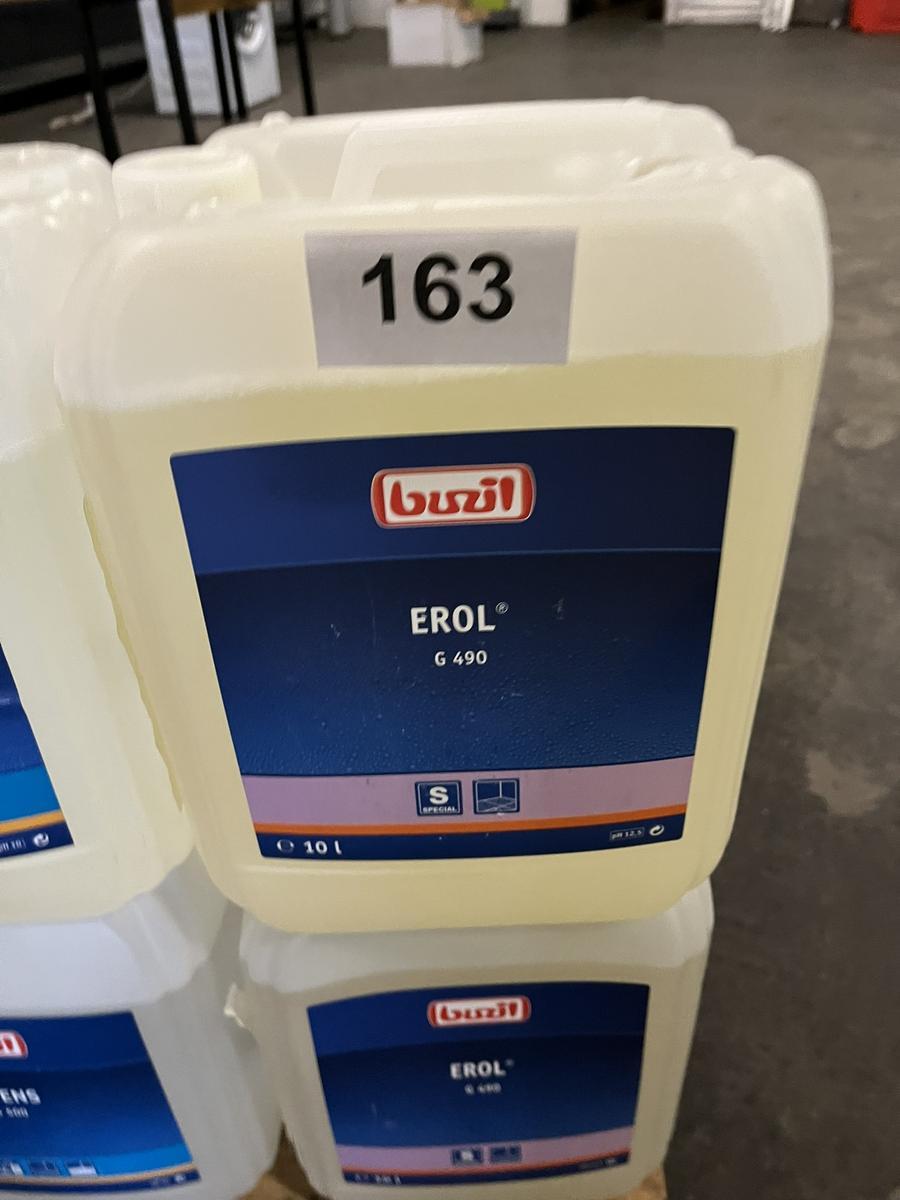 163
buzil
EROL®
G 490
S
SPECIAL
℮ 10 l
pH 12,5
buzil
EROL®
G 490
ENS